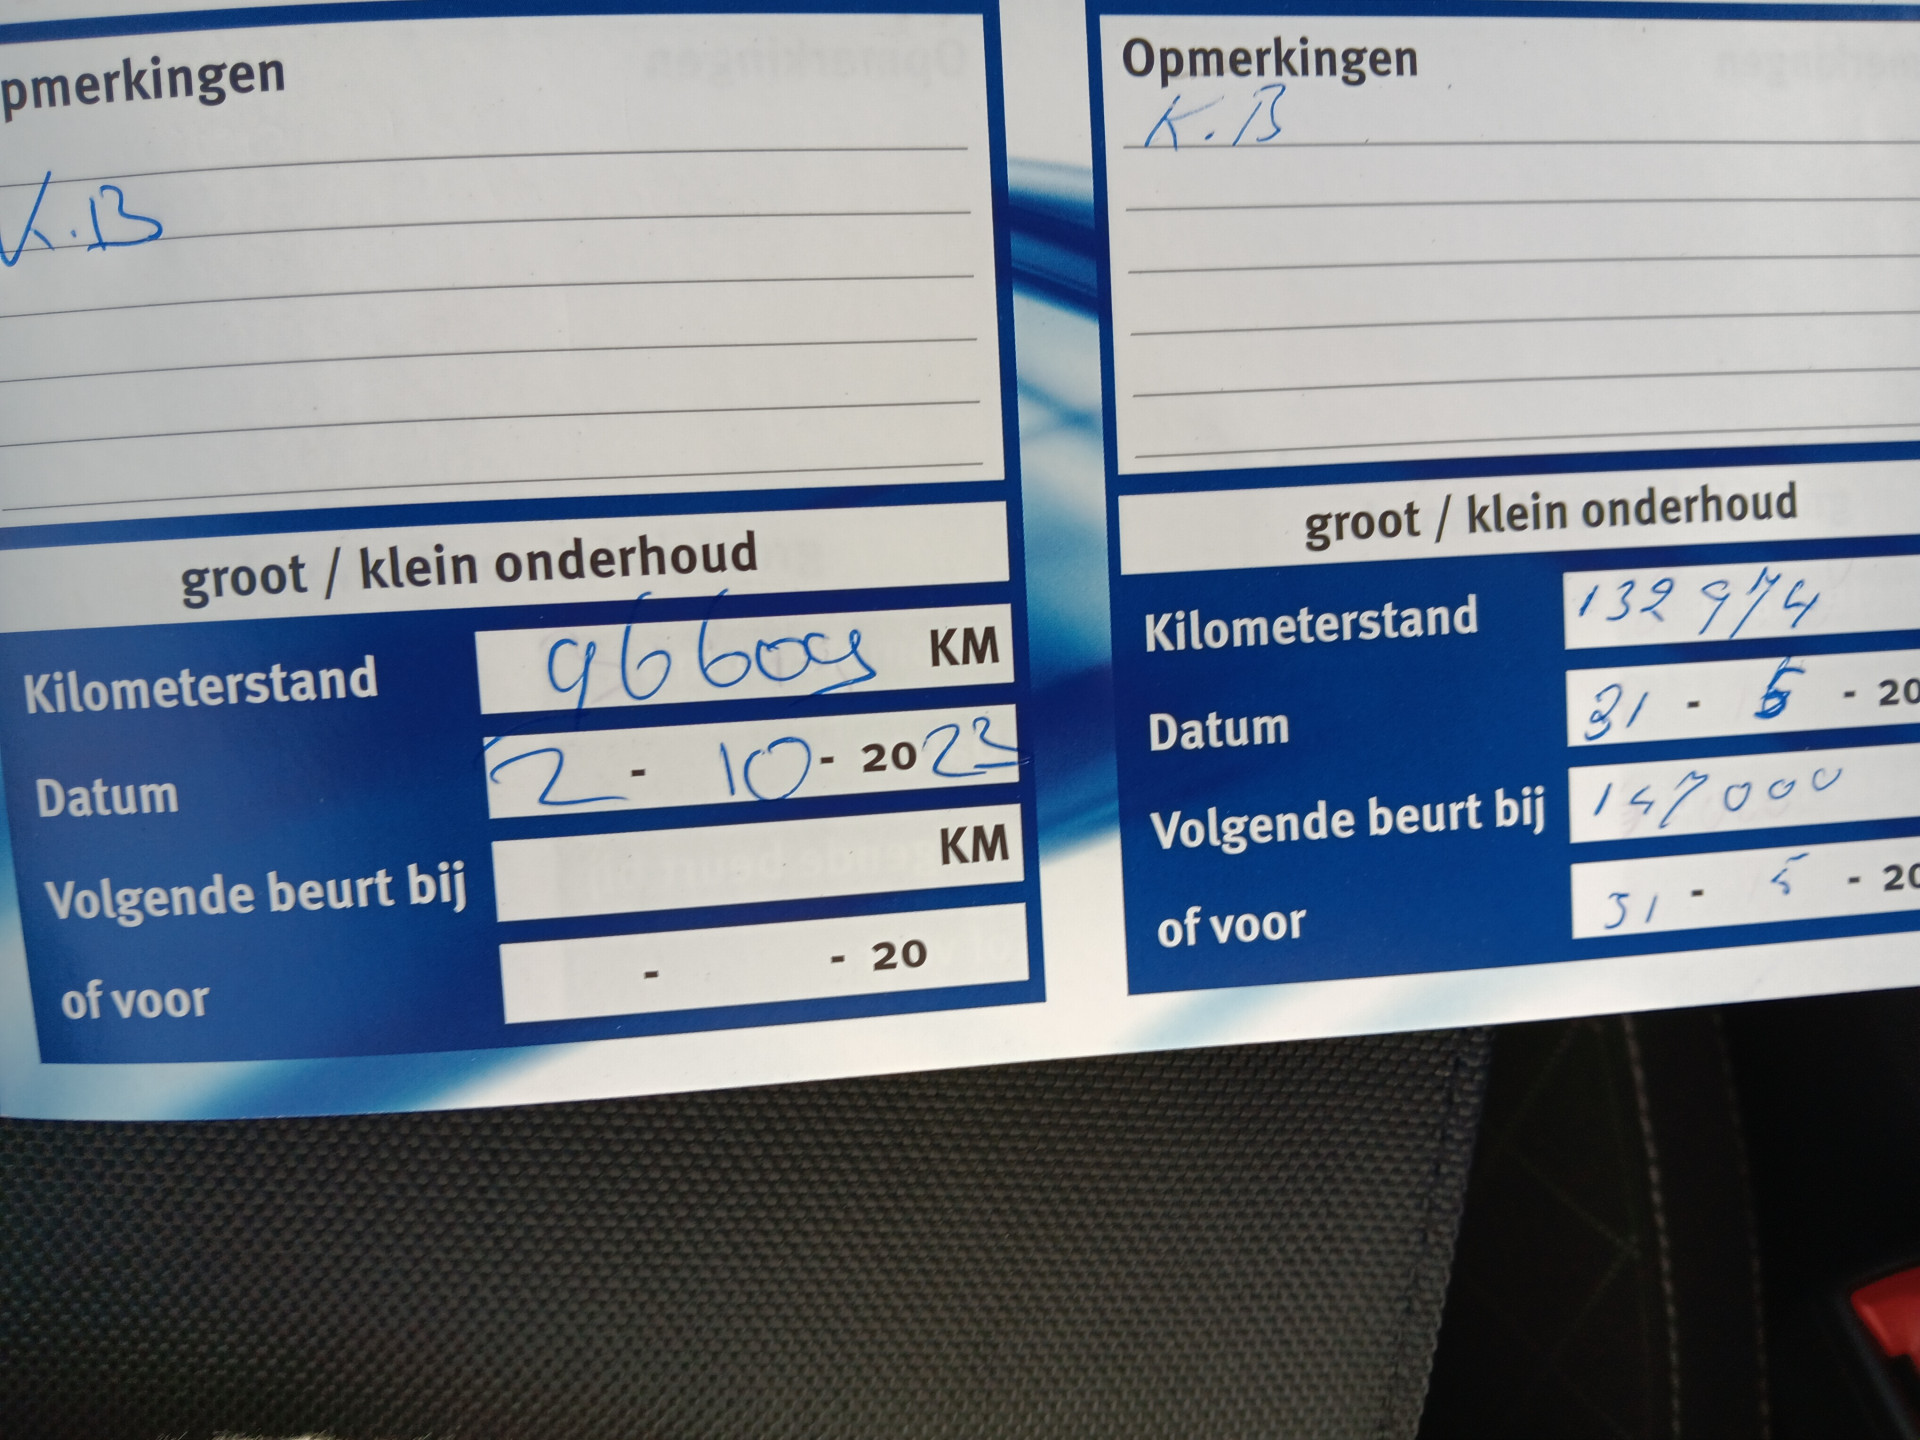 pmerkingen
K.B
groot / klein onderhoud
Kilometerstand 96609 KM
Datum 2 - 10 - 2023
Volgende beurt bij KM
of voor - - 20
Opmerkingen
K.B
groot / klein onderhoud
Kilometerstand 132974
Datum 31 - 5 - 20
Volgende beurt bij 147000
of voor 31 - 5 - 20